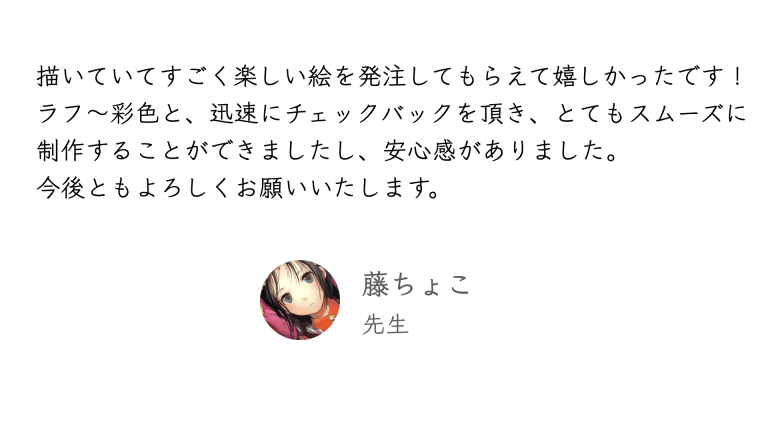 描いていてすごく楽しい絵を発注してもらえて嬉しかったです！
ラフ～彩色と、迅速にチェックバックを頂き、とてもスムーズに
制作することができましたし、安心感がありました。
今後ともよろしくお願いいたします。
藤ちょこ
先生